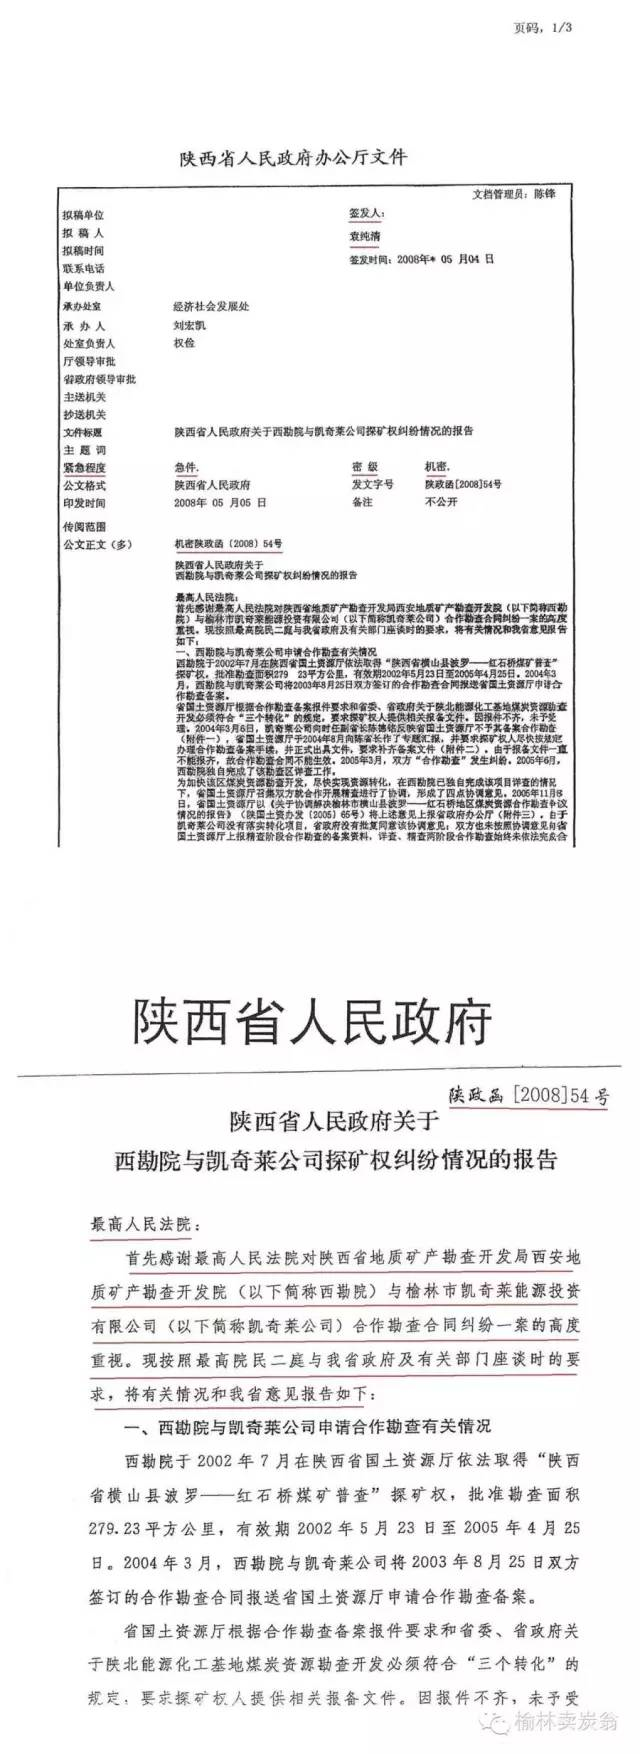 页码，1/3
陕西省人民政府办公厅文件
文档管理员：陈锋
拟稿单位 签发人：
拟 稿 人 袁纯清
拟稿时间 签发时间：2008年* 05 月04 日
联系电话
单位负责人
承办处室 经济社会发展处
承 办 人 刘宏凯
处室负责人 权俭
厅领导审批
省政府领导审批
主送机关
抄送机关
文件标题 陕西省人民政府关于西勘院与凯奇莱公司探矿权纠纷情况的报告
主 题 词
紧急程度 急件. 密 级 机密.
公文格式 陕西省人民政府 发文字号 陕政函[2008]54号
印发时间 2008年 05月 05 日 备注 不公开
传阅范围
公文正文（多） 机密陕政函〔2008〕54号
陕西省人民政府关于
西勘院与凯奇莱公司探矿权纠纷情况的报告
最高人民法院：
首先感谢最高人民法院对陕西省地质矿产勘查开发局西安地质矿产勘查开发院（以下简称西勘
院）与榆林市凯奇莱能源投资有限公司（以下简称凯奇莱公司）合作勘查合同纠纷一案的高度
重视。现按照最高院民二庭与我省政府及有关部门座谈时的要求，将有关情况和我省意见报告
如下：
一、西勘院与凯奇莱公司申请合作勘查有关情况
西勘院于2002年7月在陕西省国土资源厅依法取得“陕西省横山县波罗——红石桥煤矿普查”
探矿权，批准勘查面积279 23平方公里，有效期2002年5月23日至2005年4月25日。2004年3
月，西勘院与凯奇莱公司将2003年8月25日双方签订的合作勘查合同报送省国土资源厅申请合
作勘查备案。
省国土资源厅根据合作勘查备案报件要求和省委、省政府关于陕北能源化工基地煤炭资源勘查
开发必须符合“三个转化”的规定，要求探矿权人提供相关报备文件。因报件不齐，未予受
理。2004年3月6日，凯奇莱公司向时任副省长陈德铭反映省国土资源厅不予其备案合作勘查
（附件一），省国土资源厅于2004年8月向陈省长作了专题汇报，并要求探矿权人尽快按规定
办理合作勘查备案手续，并正式出具文件，要求补齐备案文件（附件二）。由于报备文件一直
不能报齐，故合作勘查合同不能生效。2005年3月，双方“合作勘查”发生纠纷。2005年6月，
西勘院独自完成了该勘查区详查工作。
为加快该区煤炭资源勘查开发，尽快实现资源转化，在西勘院已独自完成该项目详查的情况
下，省国土资源厅召集双方就合作开展精查进行了协调，形成了四点协调意见。2005年11月8
日，省国土资源厅以《关于协调解决榆林市横山县波罗——红石桥地区煤炭资源合作勘查争议
情况的报告》（陕国土资办发〔2005〕65号）将上述意见上报省政府办公厅（附件三）。由于
凯奇莱公司没有落实转化项目，省政府没有批复同意该协调意见；双方也未按照协调意见向省
国土资源厅上报精查阶段合作勘查的备案资料，详查、精查两阶段合作勘查始终未依法完成合
陕西省人民政府
陕政函[2008]54号
陕西省人民政府关于
西勘院与凯奇莱公司探矿权纠纷情况的报告
最高人民法院：
首先感谢最高人民法院对陕西省地质矿产勘查开发局西安地
质矿产勘查开发院（以下简称西勘院）与榆林市凯奇莱能源投资
有限公司（以下简称凯奇莱公司）合作勘查合同纠纷一案的高度
重视。现按照最高院民二庭与我省政府及有关部门座谈时的要
求，将有关情况和我省意见报告如下：
一、西勘院与凯奇莱公司申请合作勘查有关情况
西勘院于 2002 年 7 月在陕西省国土资源厅依法取得“陕西
省横山县波罗——红石桥煤矿普查”探矿权，批准勘查面积
279.23 平方公里，有效期 2002 年 5 月 23 日至 2005 年 4 月 25
日。2004 年 3 月，西勘院与凯奇莱公司将 2003 年 8 月 25 日双方
签订的合作勘查合同报送省国土资源厅申请合作勘查备案。
省国土资源厅根据合作勘查备案报件要求和省委、省政府关
于陕北能源化工基地煤炭资源勘查开发必须符合“三个转化”的
规定，要求探矿权人提供相关报备文件。因报件不齐，未予受
榆林卖炭翁